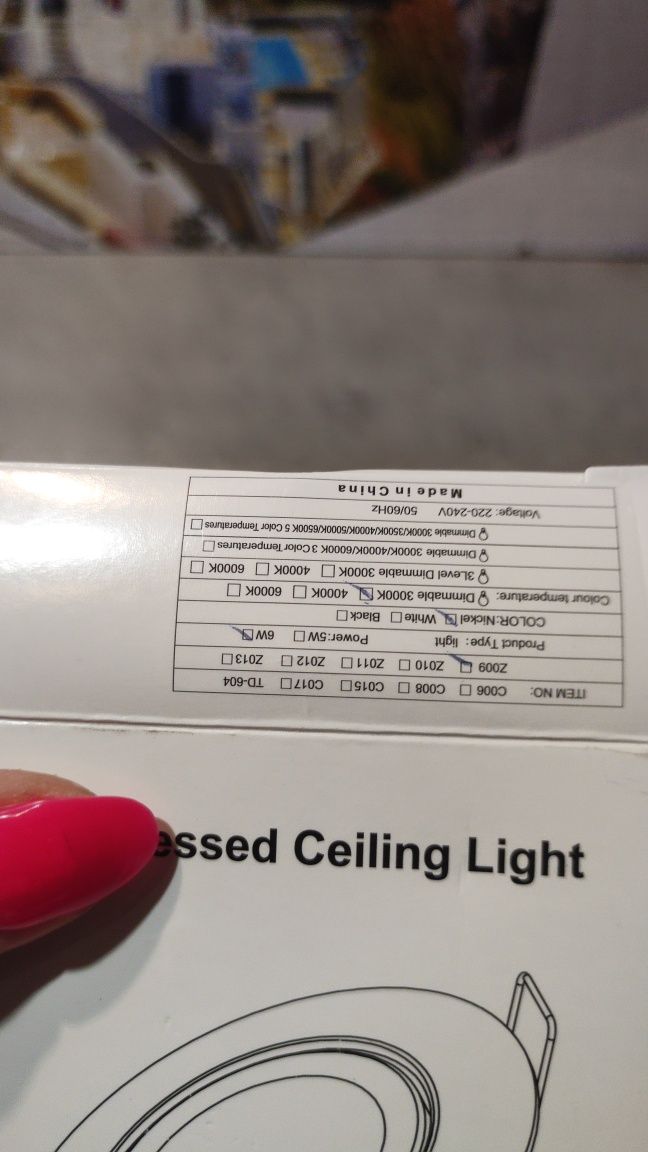 ITEM NO: C006 ☐ C008 ☐ C015 ☐ C017 ☐ TD-604
Z009 ☑ Z010 ☐ Z011 ☐ Z012 ☐ Z013 ☐
Product Type: light Power:5W ☐ 6W ☑
COLOR:Nickel ☑ White ☐ Black ☐
Colour temperature: Dimmable 3000K ☑ 4000K ☐ 6000K ☐
3Level Dimmable 3000K ☐ 4000K ☐ 6000K ☐
Dimmable 3000K/4000K/6000K 3 Color Temperatures ☐
Dimmable 3000K/3500K/4000K/5000K/6500K 5 Color Temperatures ☐
Voltage: 220-240V 50/60Hz
Made in China
essed Ceiling Light